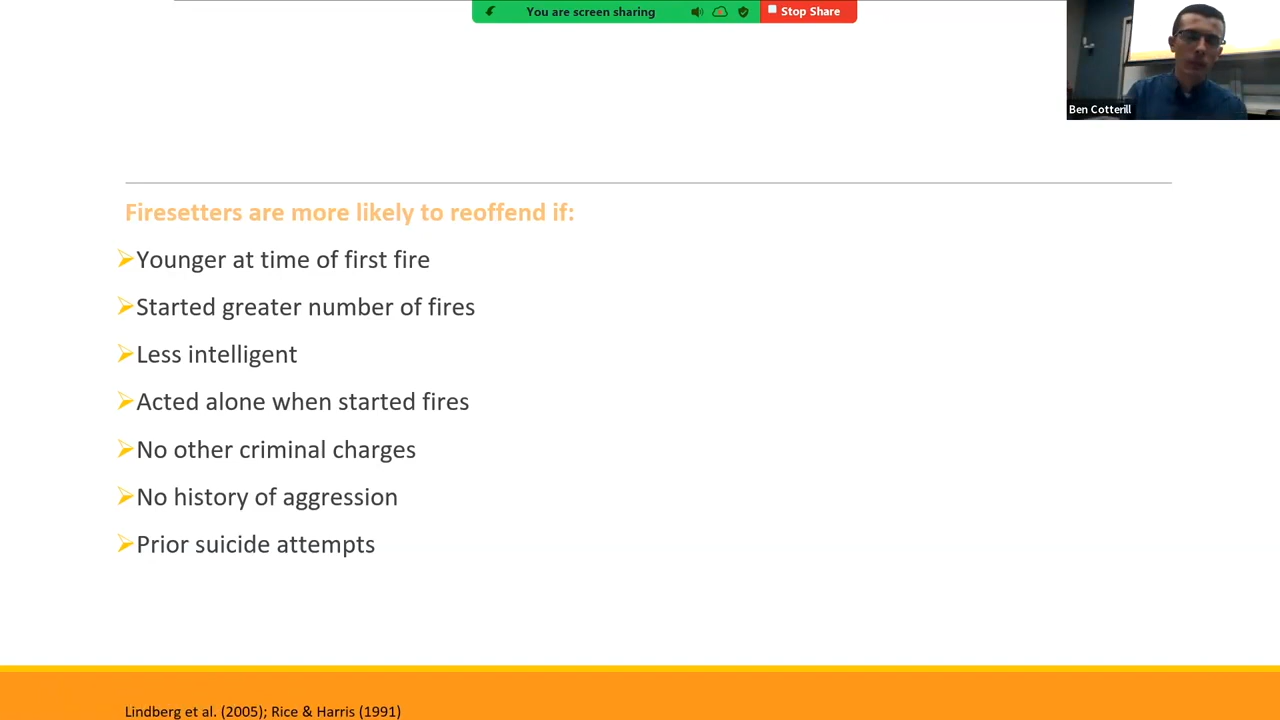 You are screen sharing
Stop Share
Ben Cotterill
Firesetters are more likely to reoffend if:
Younger at time of first fire
Started greater number of fires
Less intelligent
Acted alone when started fires
No other criminal charges
No history of aggression
Prior suicide attempts
Lindberg et al. (2005); Rice & Harris (1991)